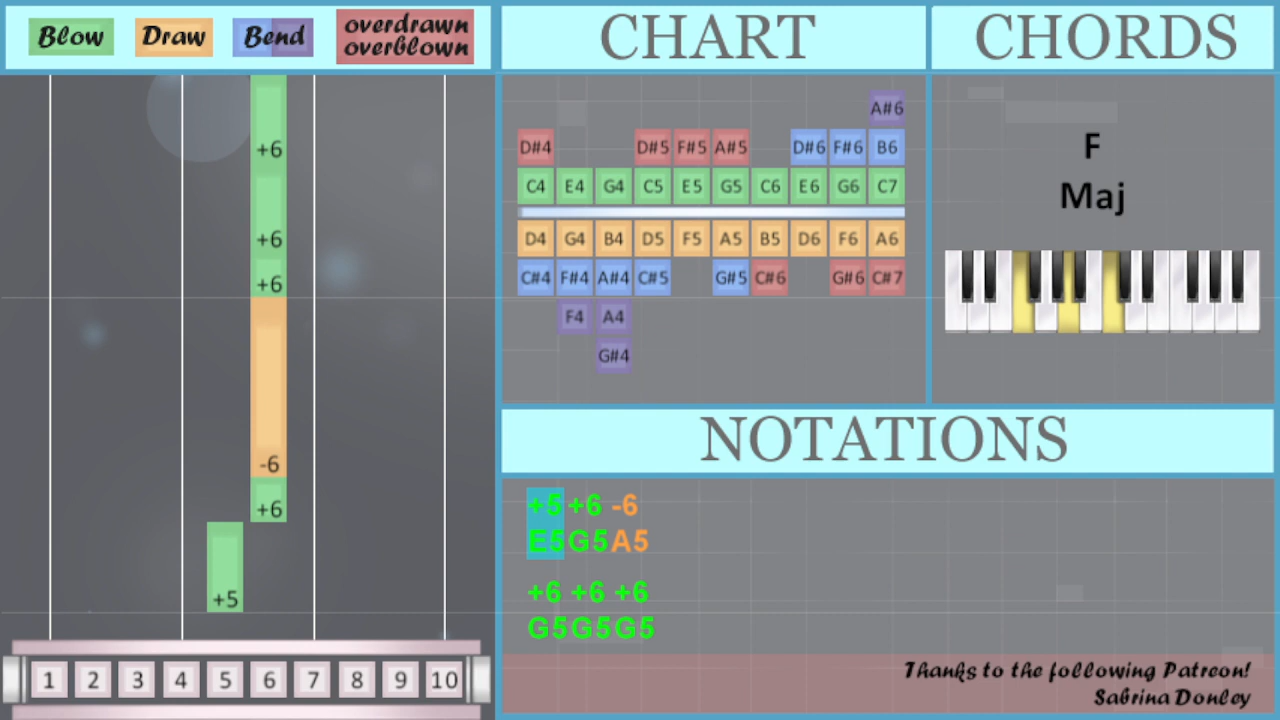 Blow Draw Bend overdrawn
overblown
CHART
CHORDS
+6
+6
+6
-6
+6
+5
1 2 3 4 5 6 7 8 9 10
A#6
D#4 D#5 F#5 A#5 D#6 F#6 B6
C4 E4 G4 C5 E5 G5 C6 E6 G6 C7
D4 G4 B4 D5 F5 A5 B5 D6 F6 A6
C#4 F#4 A#4 C#5 G#5 C#6 G#6 C#7
F4 A4
G#4
F
Maj
NOTATIONS
+5 +6 -6
E5 G5 A5
+6 +6 +6
G5 G5 G5
Thanks to the following Patreon!
Sabrina Donley